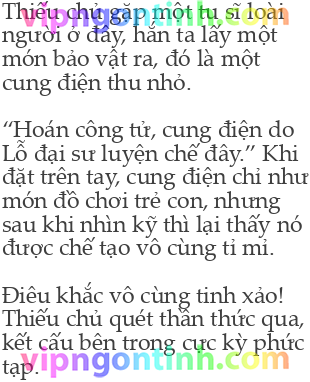 Thiếu chủ gặp một tu sĩ loài
vipngontinh.com
người ở đây, hắn ta lấy một
món bảo vật ra, đó là một
cung điện thu nhỏ.
“Hoán công tử, cung điện do
Lỗ đại sư luyện chế đây.” Khi
đặt trên tay, cung điện chỉ như
món đồ chơi trẻ con, nhưng
sau khi nhìn kỹ thì lại thấy nó
được chế tạo vô cùng tỉ mỉ.
Điêu khắc vô cùng tinh xảo!
Thiếu chủ quét thần thức qua,
kết cấu bên trong cực kỳ phức
vipngontinh.com
tạp.